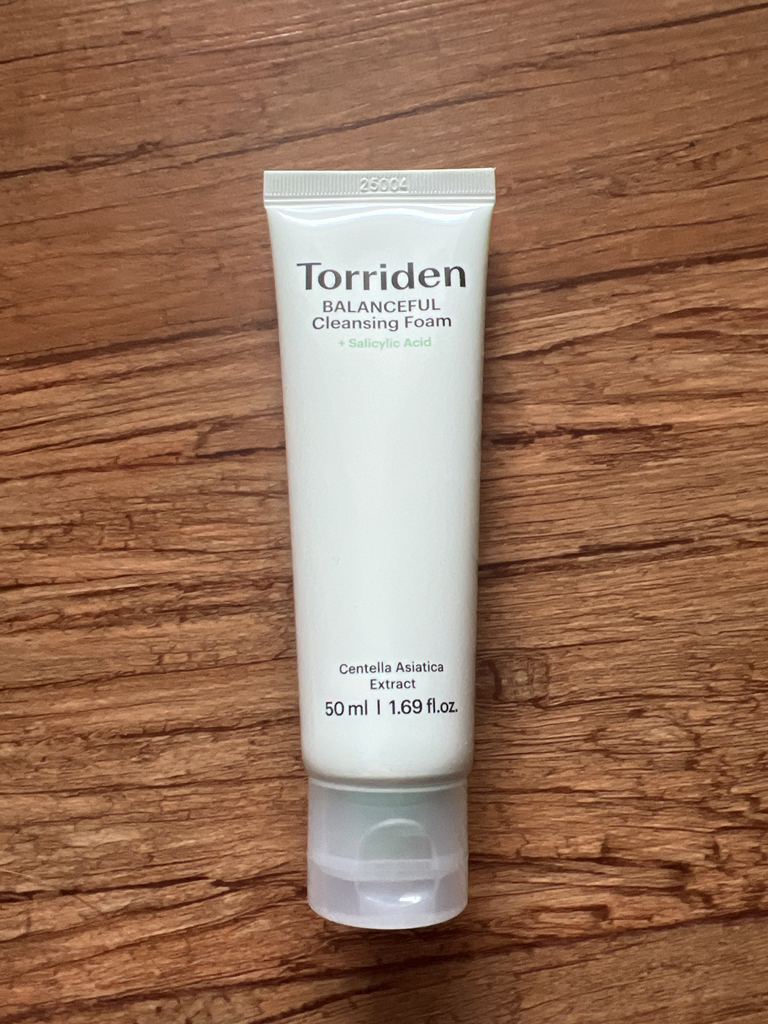 25004
Torriden
BALANCEFUL
Cleansing Foam
+ Salicylic Acid
Centella Asiatica
Extract
50 ml | 1.69 fl.oz.